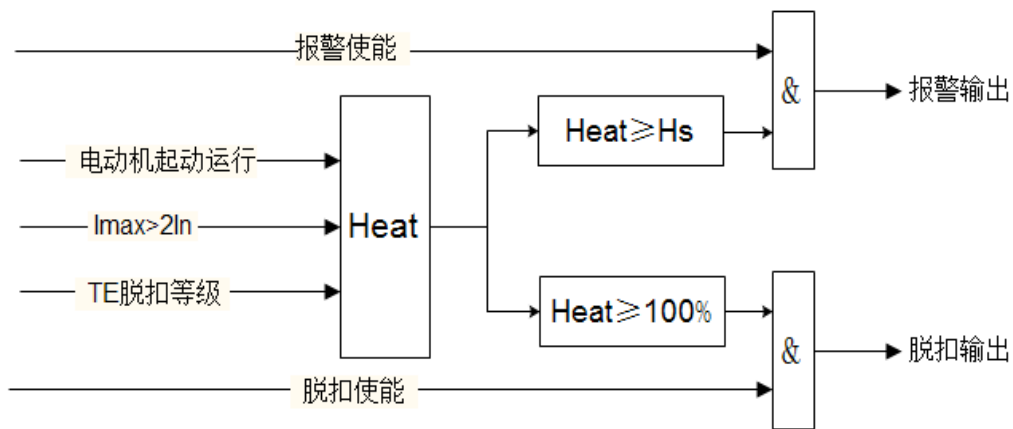 报警使能
&
报警输出
Heat≥Hs
电动机起动运行
Imax>2In
Heat
TE脱扣等级
Heat≥100%
&
脱扣输出
脱扣使能